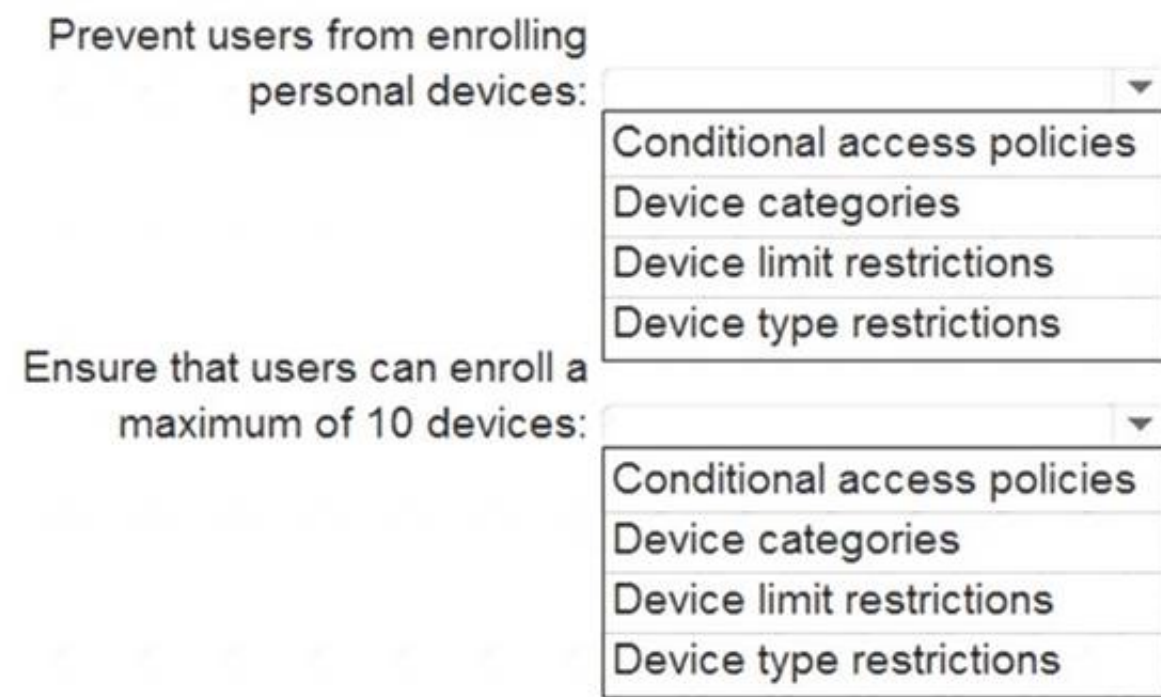 Prevent users from enrolling
personal devices:
Conditional access policies
Device categories
Device limit restrictions
Device type restrictions
Ensure that users can enroll a
maximum of 10 devices:
Conditional access policies
Device categories
Device limit restrictions
Device type restrictions